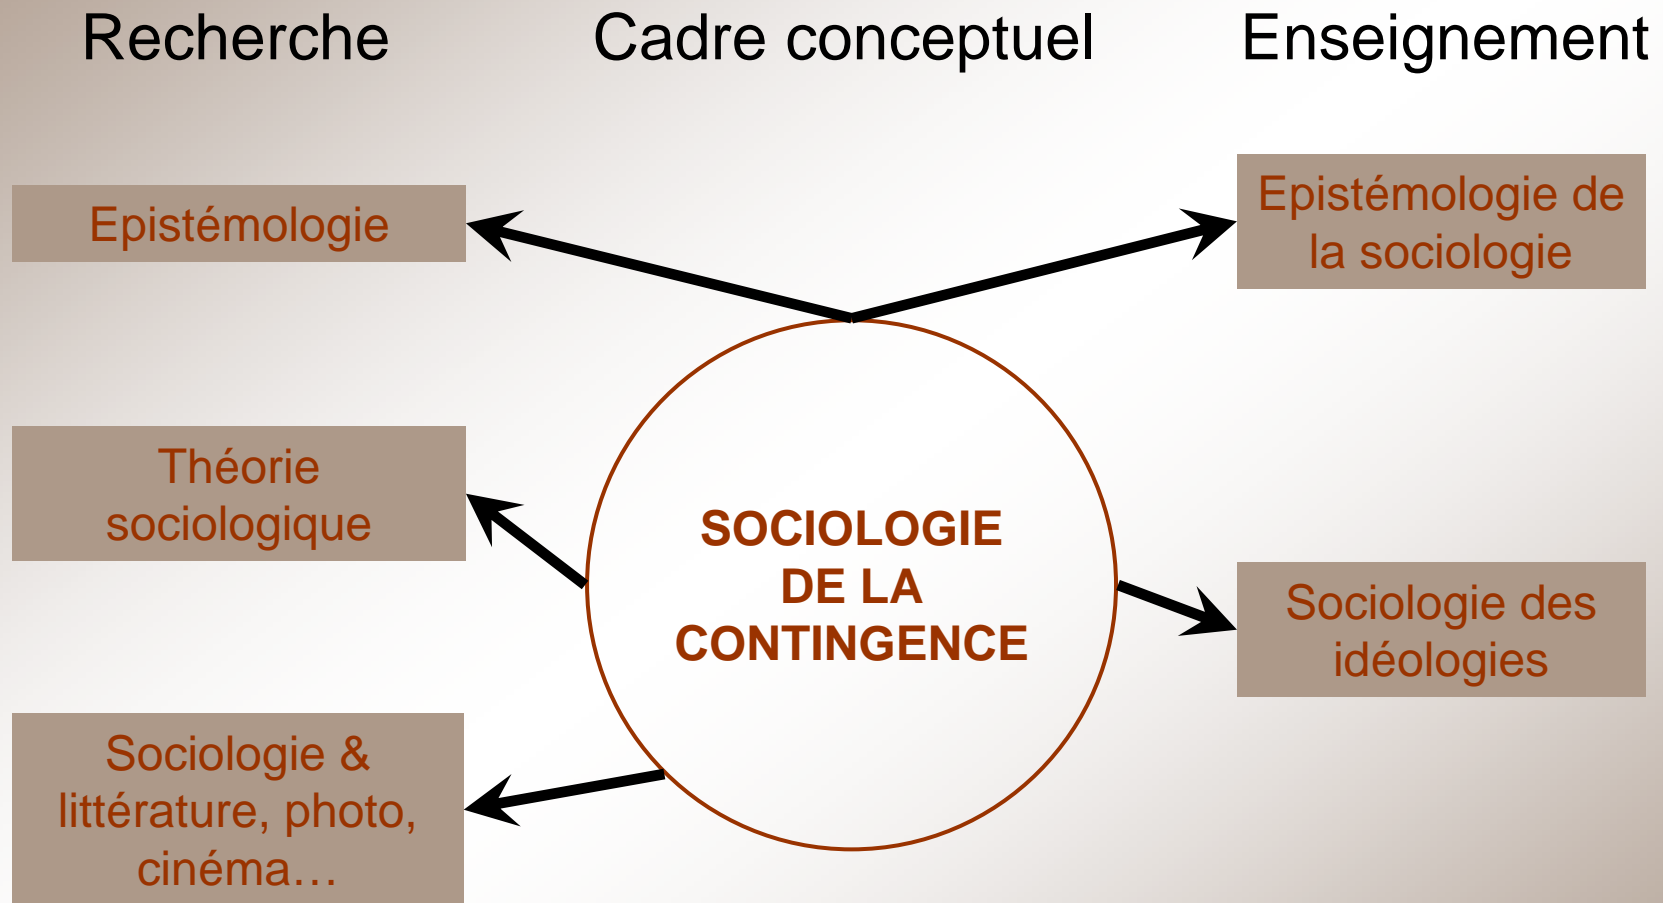 Recherche
Cadre conceptuel
Enseignement
Epistémologie
Théorie
sociologique
Sociologie &
littérature, photo,
cinéma…
SOCIOLOGIE
DE LA
CONTINGENCE
Epistémologie de
la sociologie
Sociologie des
idéologies